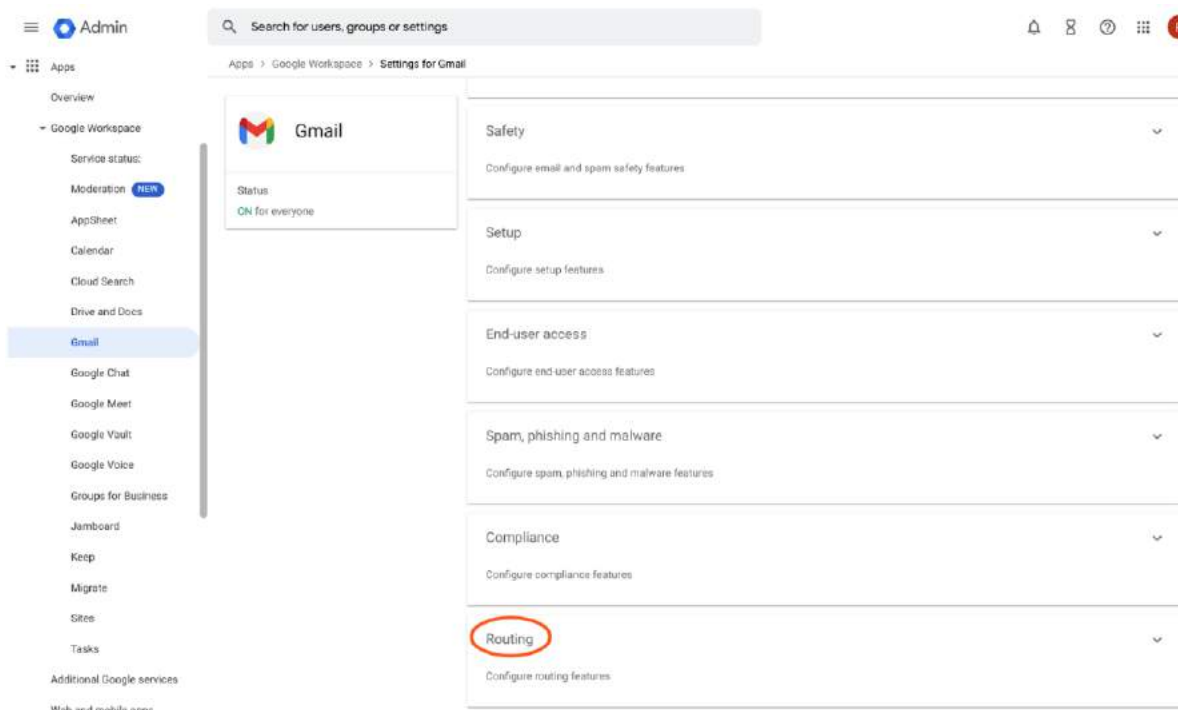 Admin
Search for users, groups or settings
Apps
Overview
Google Workspace
Service status:
Moderation NEW
AppSheet
Calendar
Cloud Search
Drive and Docs
Gmail
Google Chat
Google Meet
Google Vault
Google Voice
Groups for Business
Jamboard
Keep
Migrate
Sites
Tasks
Additional Google services
Web and mobile apps
Apps > Google Workspace > Settings for Gmail
Gmail
Status
ON for everyone
Safety
Configure email and spam safety features
Setup
Configure setup features
End-user access
Configure end-user access features
Spam, phishing and malware
Configure spam, phishing and malware features
Compliance
Configure compliance features
Routing
Configure routing features